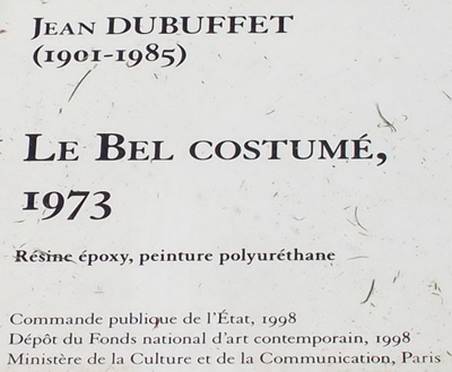 Jean DUBUFFET
(1901-1985)
Le Bel costumé,
1973
Résine époxy, peinture polyuréthane
Commande publique de l'État, 1998
Dépôt du Fonds national d'art contemporain, 1998
Ministère de la Culture et de la Communication, Paris